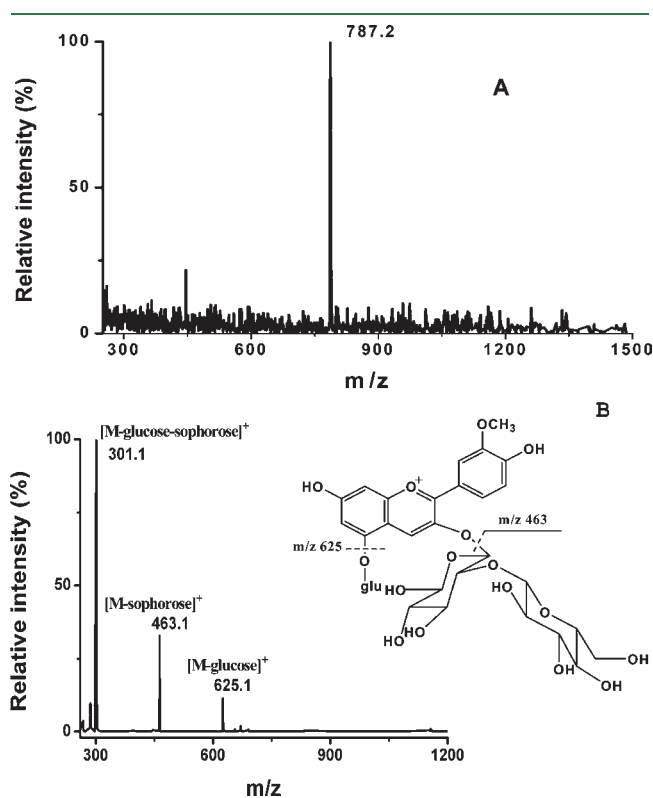 787.2
A
100
50
0
Relative intensity (%)
300 600 900 1200 1500
m/z
B
[M-glucose-sophorose]⁺
301.1
[M-sophorose]⁺
463.1
[M-glucose]⁺
625.1
100
50
0
Relative intensity (%)
300 600 900 1200
m/z
OCH₃
OH
HO
O⁺
m/z 463
m/z 625
O
O
O
O
glu
HO
HO
HO
HO
O
OH
OH
OH